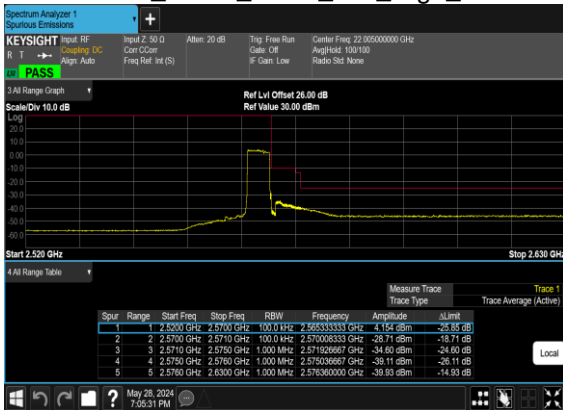 Spectrum Analyzer 1
Spurious Emissions
KEYSIGHT Input: RF Input Z: 50 Ω Atten: 20 dB Trig: Free Run Center Freq: 22.005000000 GHz
R T Coupling: DC Corr CCorr Gate: Off Avg|Hold: 100/100
Align: Auto Freq Ref: Int (S) IF Gain: Low Radio Std: None
PASS
3 All Range Graph
Ref Lvl Offset 26.00 dB
Scale/Div 10.0 dB Ref Value 30.00 dBm
Log
20.0
10.0
0.00
-10.0
-20.0
-30.0
-40.0
-50.0
-60.0
Start 2.520 GHz Stop 2.630 GHz
4 All Range Table
Measure Trace Trace 1
Trace Type Trace Average (Active)
Spur Range Start Freq Stop Freq RBW Frequency Amplitude ΔLimit
1 1 2.5200 GHz 2.5700 GHz 100.0 kHz 2.565333333 GHz 4.154 dBm -25.85 dB
2 2 2.5700 GHz 2.5710 GHz 100.0 kHz 2.570008333 GHz -28.71 dBm -18.71 dB
3 3 2.5710 GHz 2.5750 GHz 1.000 MHz 2.571926667 GHz -34.60 dBm -24.60 dB
4 4 2.5750 GHz 2.5760 GHz 1.000 MHz 2.575036667 GHz -39.11 dBm -26.11 dB
5 5 2.5760 GHz 2.6300 GHz 1.000 MHz 2.576360000 GHz -39.93 dBm -14.93 dB
Local
May 28, 2024
7:05:31 PM